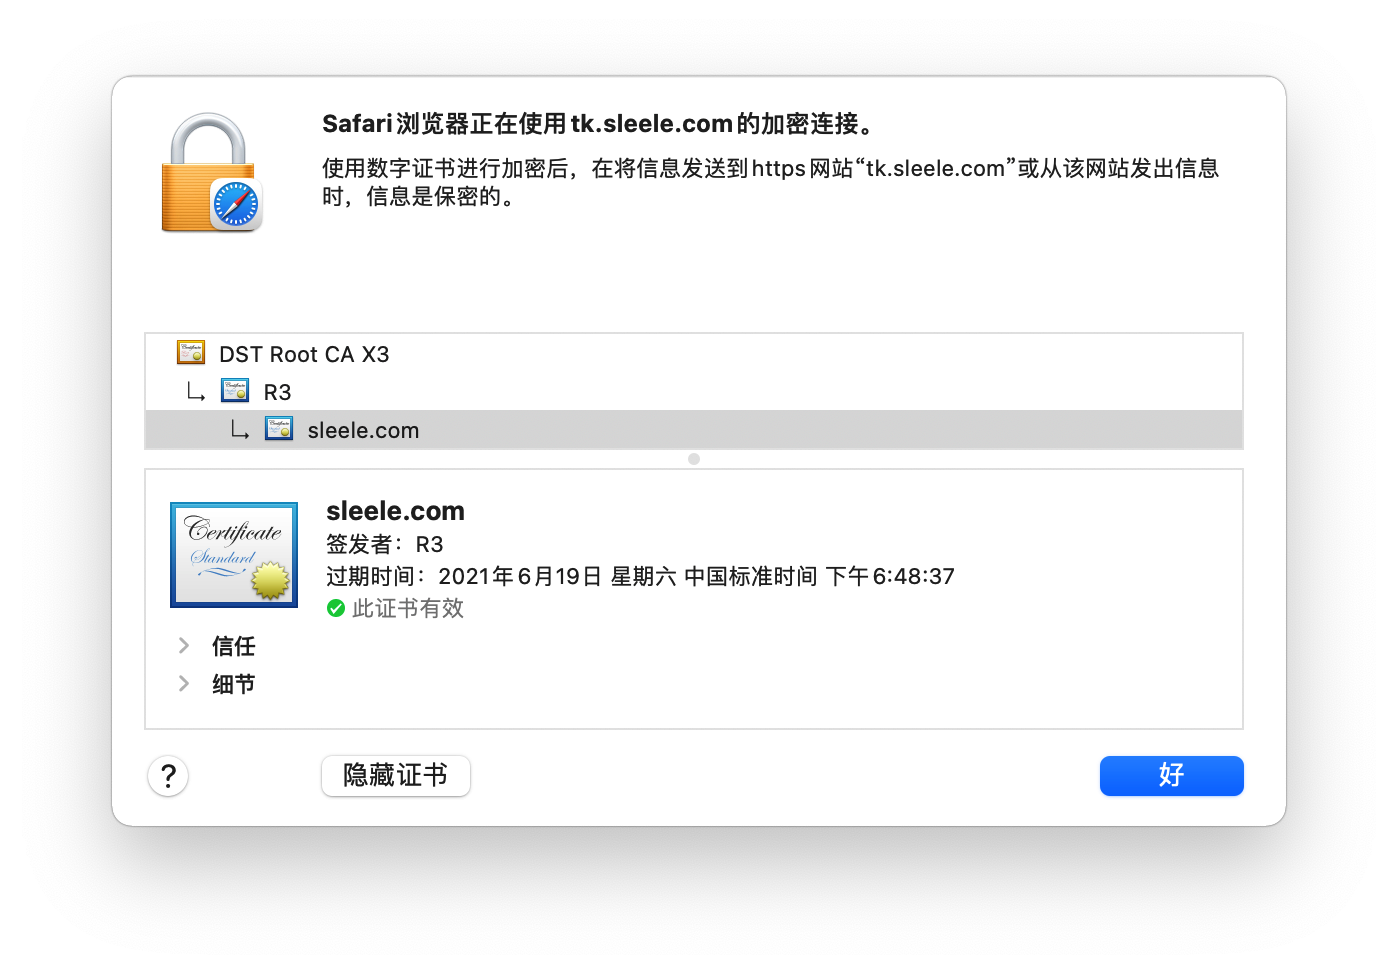 Safari浏览器正在使用tk.sleele.com的加密连接。
使用数字证书进行加密后，在将信息发送到https网站“tk.sleele.com”或从该网站发出信息
时，信息是保密的。
DST Root CA X3
R3
sleele.com
Certificate
Standard
sleele.com
签发者：R3
过期时间：2021年6月19日 星期六 中国标准时间 下午6:48:37
此证书有效
信任
细节
?
隐藏证书
好